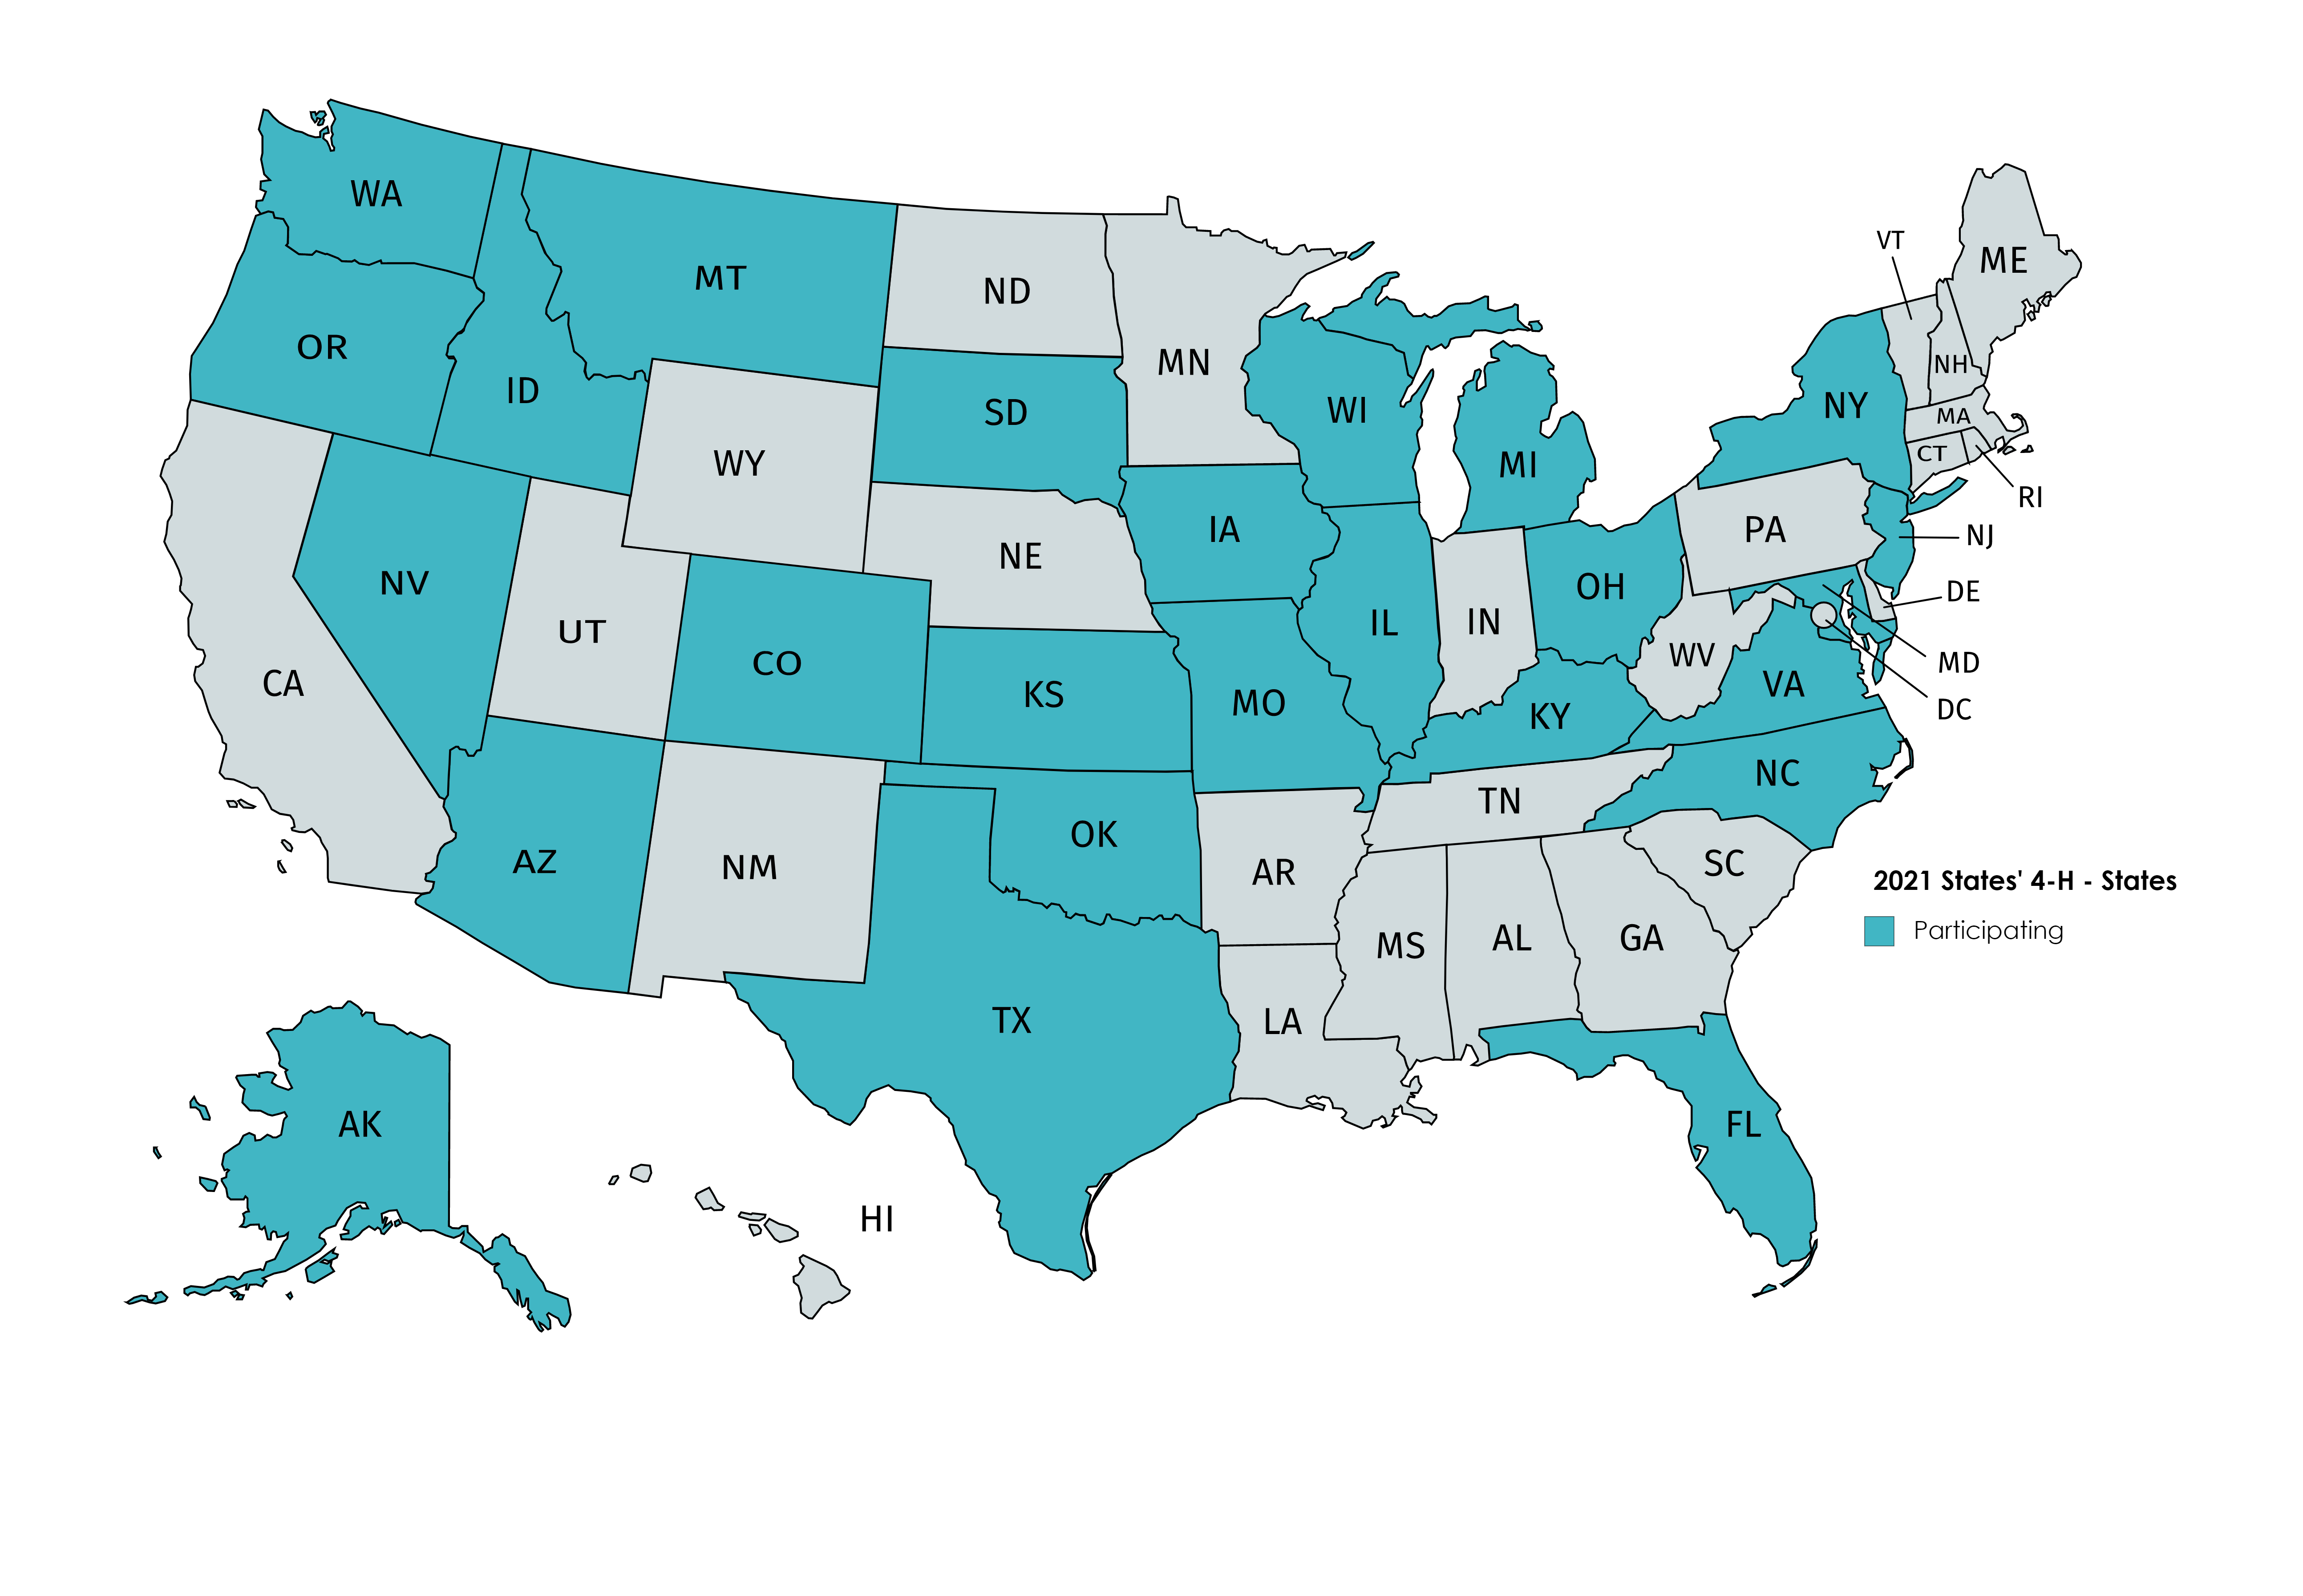 WA
MT
ND
MN
VT
ME
OR
ID
SD
WI
NH
NY
MA
WY
MI
CT
RI
NV
NE
IA
PA
NJ
UT
CO
KS
MO
IL
IN
OH
WV
VA
DE
MD
DC
CA
KY
NC
AZ
NM
OK
AR
TN
SC
2021 States' 4-H - States
Participating
TX
LA
MS
AL
GA
AK
HI
FL